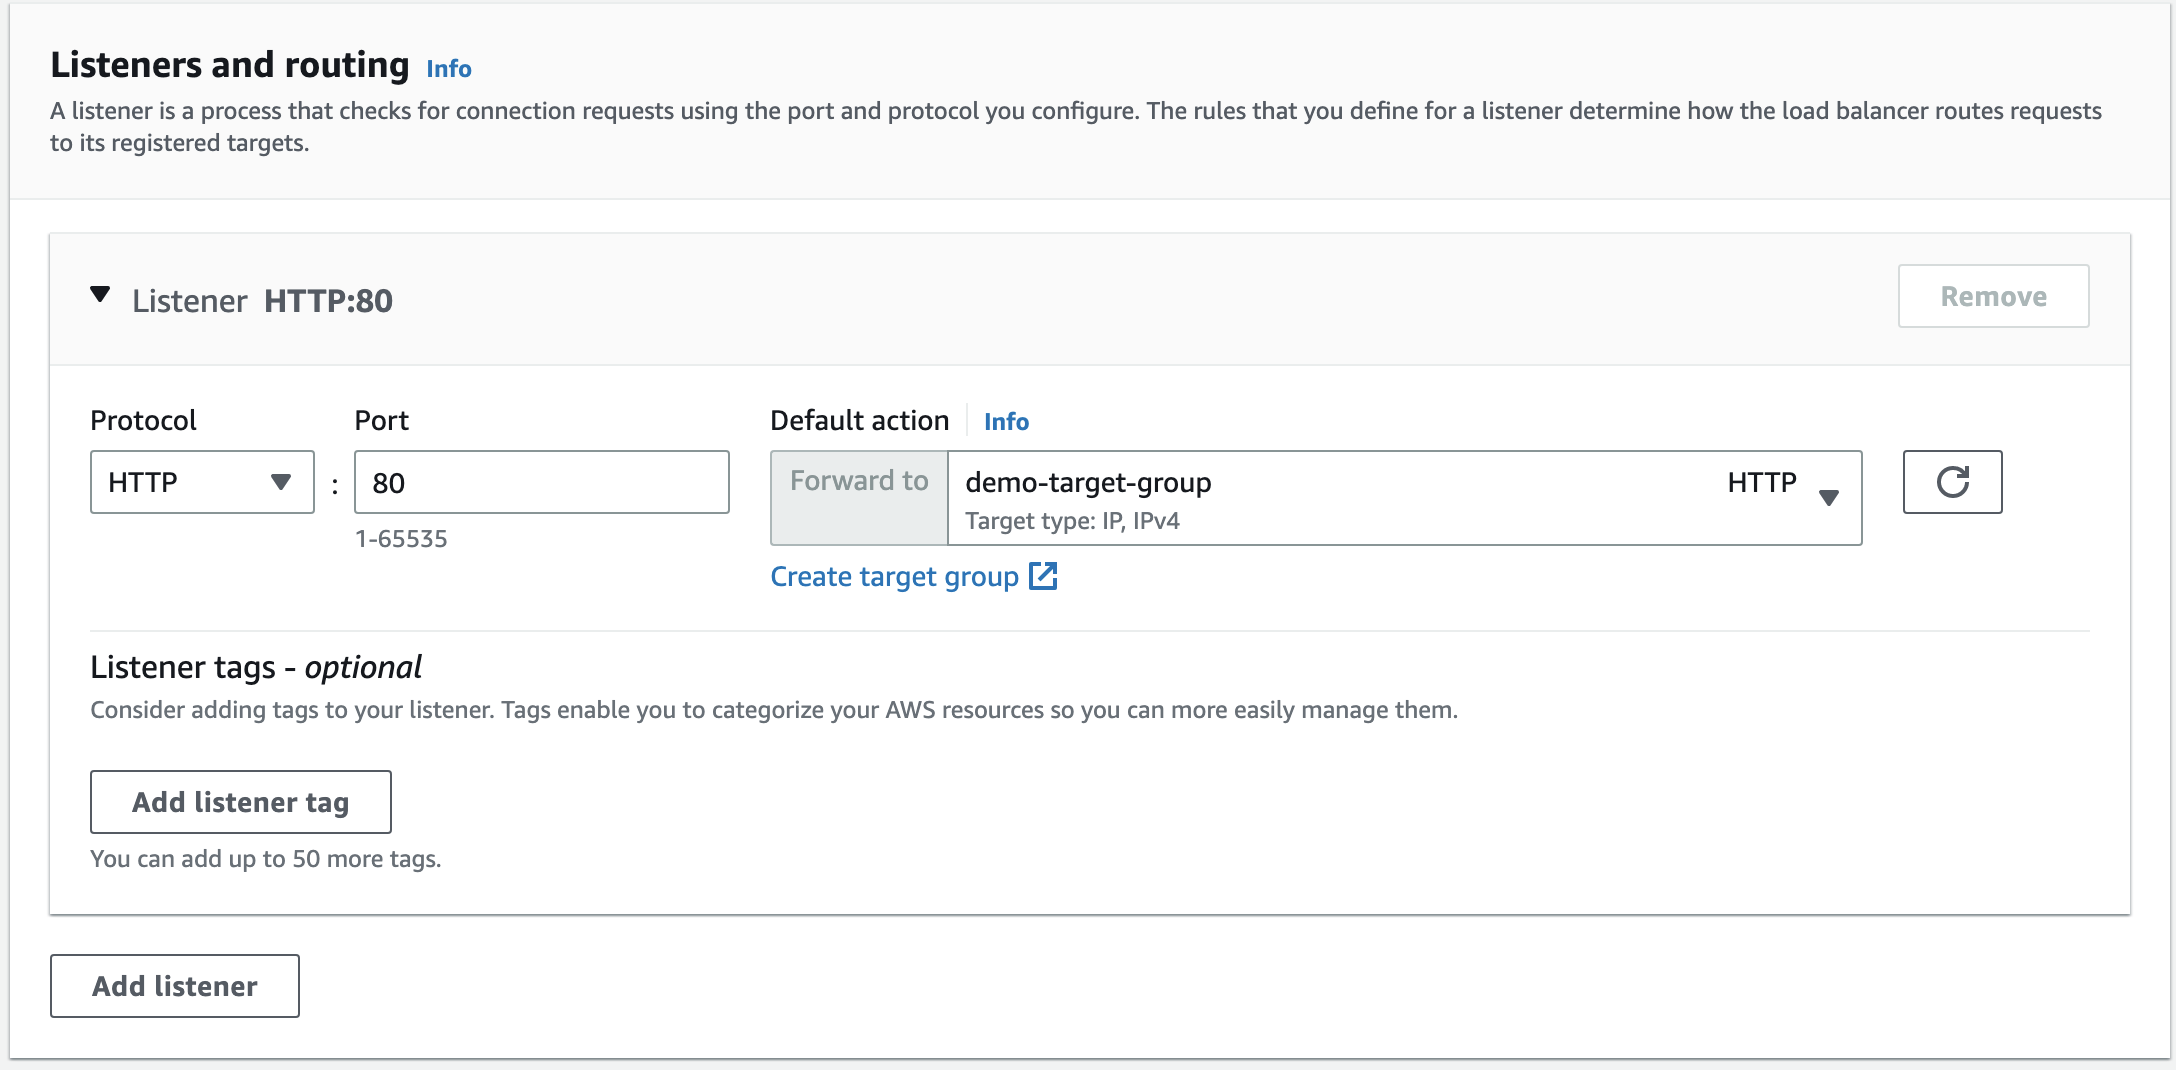 Listeners and routing Info
A listener is a process that checks for connection requests using the port and protocol you configure. The rules that you define for a listener determine how the load balancer routes requests
to its registered targets.
Listener HTTP:80
Remove
Protocol
Port
Default action
Info
HTTP
:
80
Forward to
demo-target-group
HTTP
1-65535
Target type: IP, IPv4
Create target group
Listener tags - optional
Consider adding tags to your listener. Tags enable you to categorize your AWS resources so you can more easily manage them.
Add listener tag
You can add up to 50 more tags.
Add listener